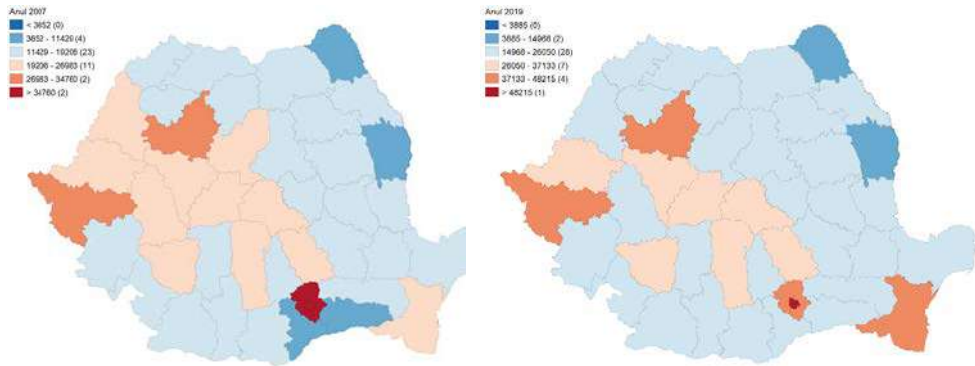 Anul 2007
< 3652 (0)
3652 - 11429 (4)
11429 - 19206 (23)
19206 - 26983 (11)
26983 - 34760 (2)
> 34760 (2)
Anul 2019
< 3885 (0)
3885 - 14968 (2)
14968 - 26050 (28)
26050 - 37133 (7)
37133 - 48215 (4)
> 48215 (1)